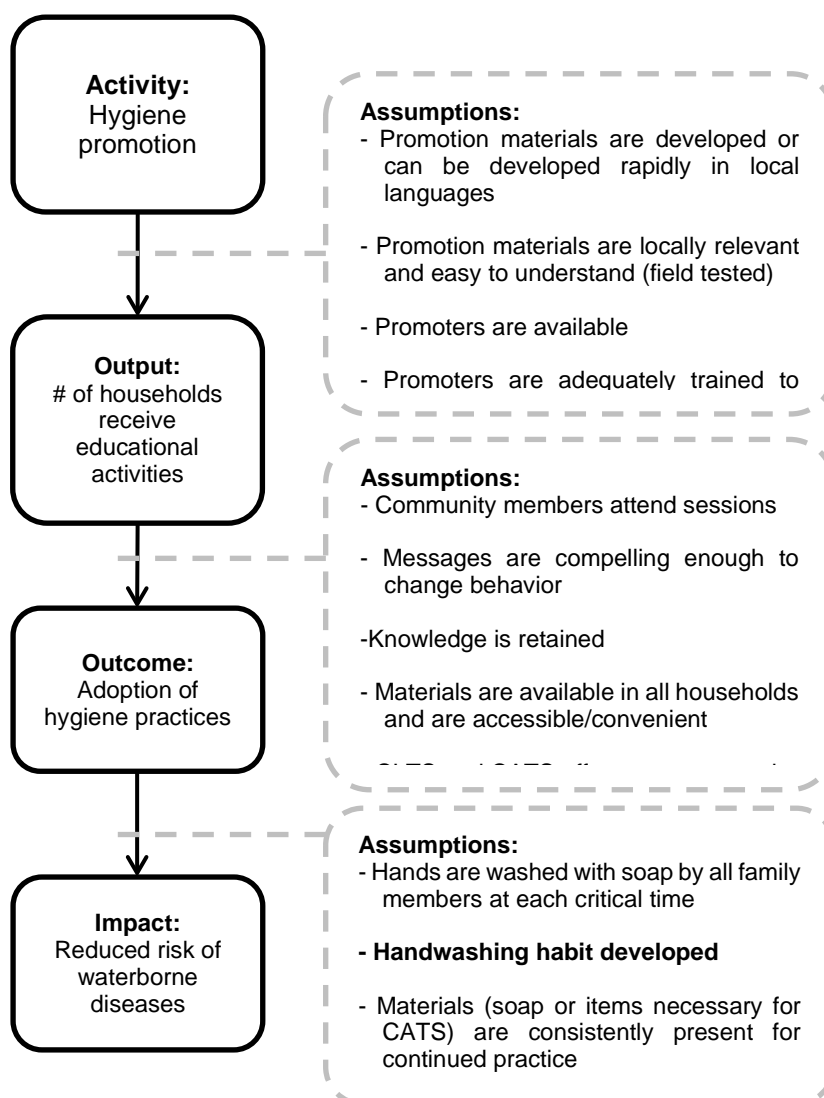 Activity:
Hygiene
promotion
Assumptions:
- Promotion materials are developed or
can be developed rapidly in local
languages
- Promotion materials are locally relevant
and easy to understand (field tested)
- Promoters are available
- Promoters are adequately trained to
Output:
# of households
receive
educational
activities
Assumptions:
- Community members attend sessions
- Messages are compelling enough to
change behavior
-Knowledge is retained
- Materials are available in all households
and are accessible/convenient
Outcome:
Adoption of
hygiene practices
Assumptions:
- Hands are washed with soap by all family
members at each critical time
- Handwashing habit developed
- Materials (soap or items necessary for
CATS) are consistently present for
continued practice
Impact:
Reduced risk of
waterborne
diseases